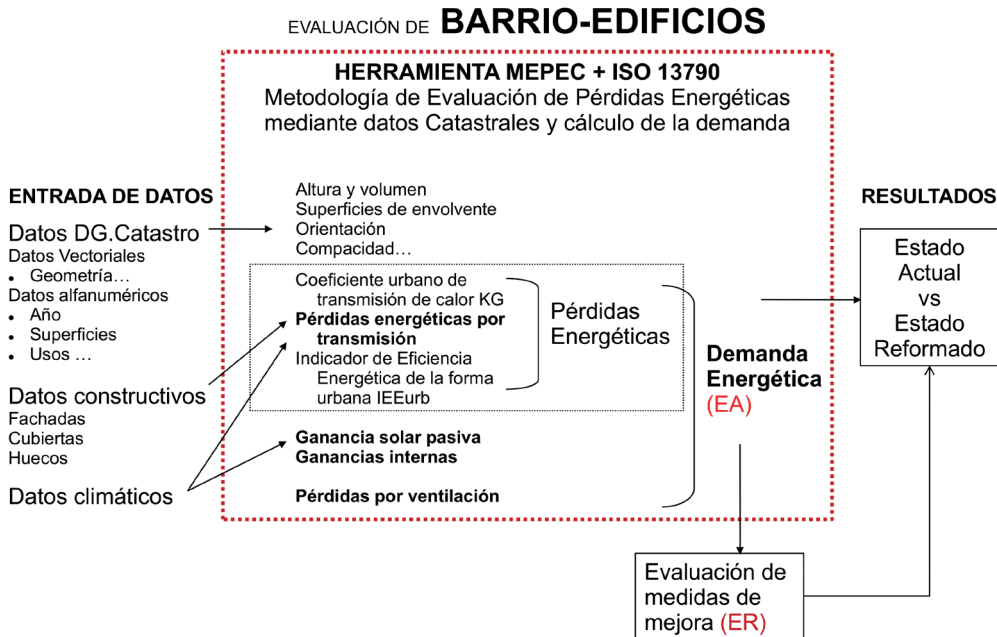 EVALUACIÓN DE BARRIO-EDIFICIOS
HERRAMIENTA MEPEC + ISO 13790
Metodología de Evaluación de Pérdidas Energéticas
mediante datos Catastrales y cálculo de la demanda
ENTRADA DE DATOS
Datos DG.Catastro
Datos Vectoriales
• Geometría…
Datos alfanuméricos
• Año
• Superficies
• Usos ...
Datos constructivos
Fachadas
Cubiertas
Huecos
Datos climáticos
Altura y volumen
Superficies de envolvente
Orientación
Compacidad…
Coeficiente urbano de
transmisión de calor KG
Pérdidas energéticas por
transmisión
Indicador de Eficiencia
Energética de la forma
urbana IEEurb
Pérdidas
Energéticas
Ganancia solar pasiva
Ganancias internas
Pérdidas por ventilación
Demanda
Energética
(EA)
RESULTADOS
Estado
Actual
vs
Estado
Reformado
Evaluación de
medidas de
mejora (ER)